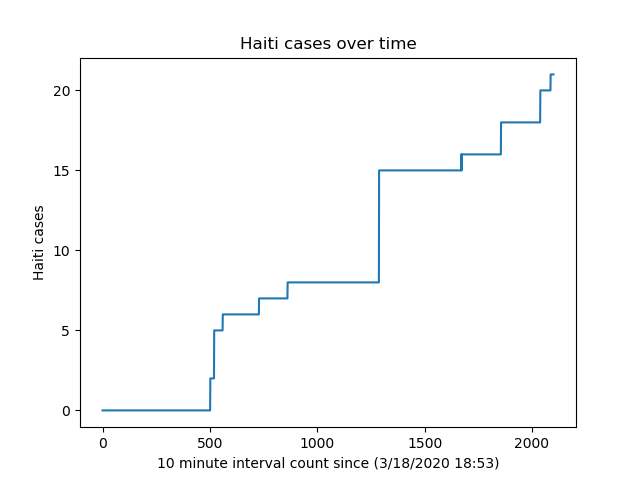 Haiti cases over time
Haiti cases
20
15
10
5
0
0 500 1000 1500 2000
10 minute interval count since (3/18/2020 18:53)